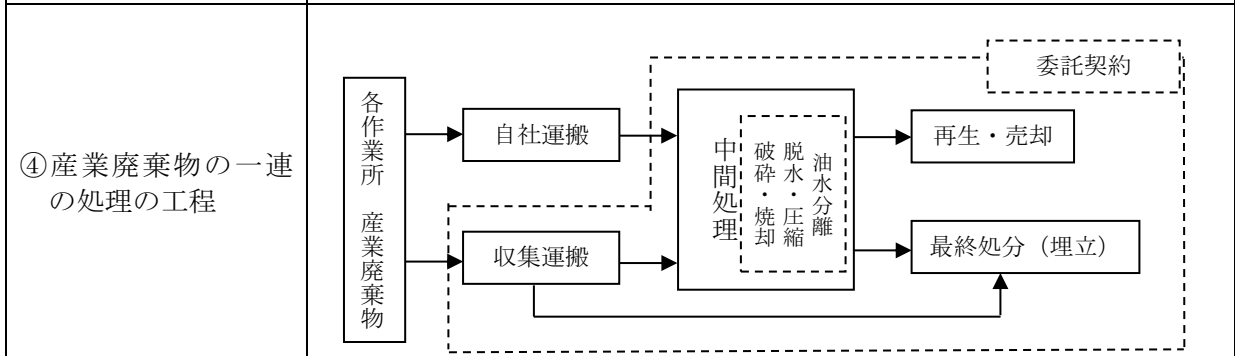 ④産業廃棄物の一連
の処理の工程
各作業所 産業廃棄物
自社運搬
収集運搬
委託契約
中間処理
油水分離
脱水・圧縮
破砕・焼却
再生・売却
最終処分（埋立）